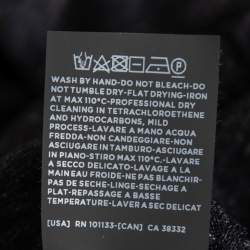 WASH BY HAND-DO NOT BLEACH-DO
NOT TUMBLE DRY-FLAT DRYING-IRON
AT MAX 110°C-PROFESSIONAL DRY
CLEANING IN TETRACHLOROETHENE
AND HYDROCARBONS, MILD
PROCESS-LAVARE A MANO ACQUA
FREDDA-NON CANDEGGIARE-NON
ASCIUGARE IN TAMBURO-ASCIUGARE
IN PIANO-STIRO MAX 110°C-LAVARE
A SECCO DELICATO-LAVAGE A LA
MAIN EAU FROIDE-NE PAS BLANCHIR-
PAS DE SECHE-LINGE-SECHAGE A
PLAT-REPASSAGE A BASSE
TEMPERATURE-LAVER A SEC DELICAT
[USA] RN 101133-[CAN] CA 38332